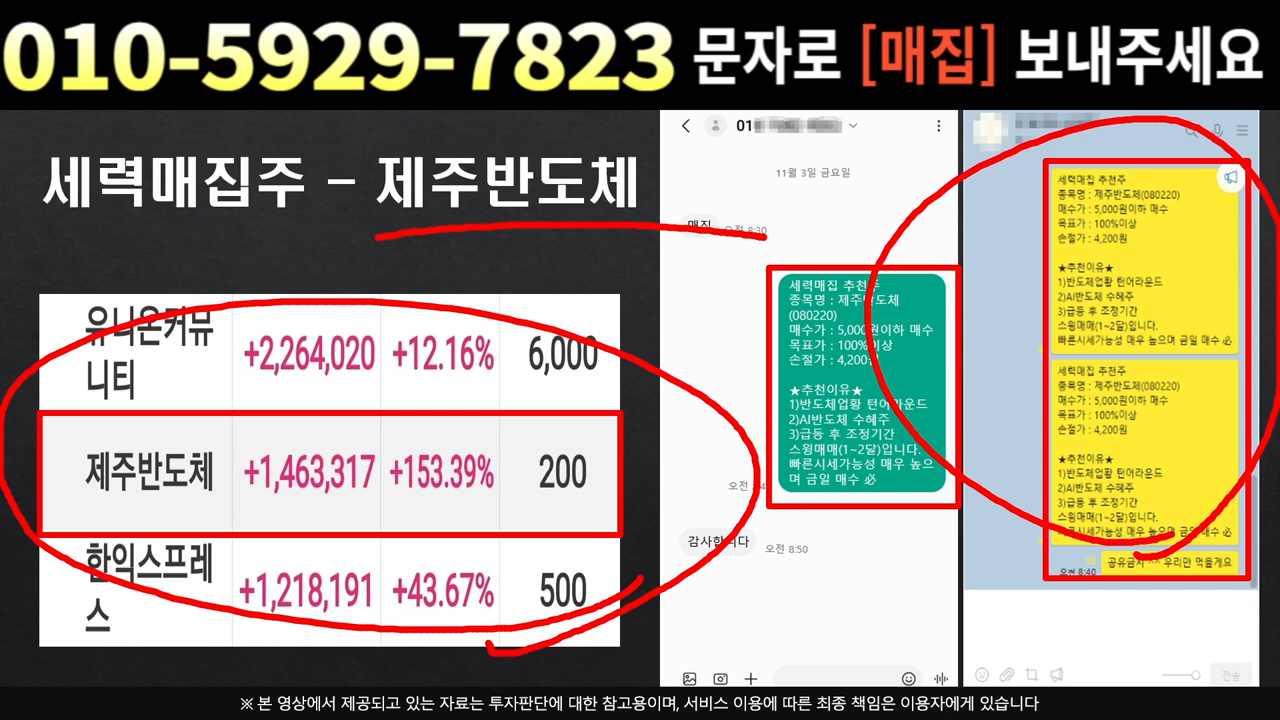 010-5929-7823 문자로 [매집] 보내주세요
세력매집주 - 제주반도체
유니온커뮤
니티
+2,264,020 +12.16% 6,000
제주반도체 +1,463,317 +153.39% 200
한익스프레
스
+1,218,191 +43.67% 500
01
11월 3일 금요일
매집
오전 8:30
세력매집 추천주
종목명 : 제주반도체
(080220)
매수가 : 5,000원이하 매수
목표가 : 100%이상
손절가 : 4,200원
★추천이유★
1)반도체업황 턴어라운드
2)AI반도체 수혜주
3)급등 후 조정기간
스윙매매(1~2달)입니다.
빠른시세가능성 매우 높으
며 금일 매수 必
오전
감사합니다
오전 8:50
세력매집 추천주
종목명 : 제주반도체(080220)
매수가 : 5,000원이하 매수
목표가 : 100%이상
손절가 : 4,200원
★추천이유★
1)반도체업황 턴어라운드
2)AI반도체 수혜주
3)급등 후 조정기간
스윙매매(1~2달)입니다.
빠른시세가능성 매우 높으며 금일 매수 必
세력매집 추천주
종목명 : 제주반도체(080220)
매수가 : 5,000원이하 매수
목표가 : 100%이상
손절가 : 4,200원
★추천이유★
1)반도체업황 턴어라운드
2)AI반도체 수혜주
3)급등 후 조정기간
스윙매매(1~2달)입니다.
빠른시세가능성 매우 높으며 금일 매수 必
오전 8:40
공유금지 ^^ 우리만 먹을게요
전송
※ 본 영상에서 제공되고 있는 자료는 투자판단에 대한 참고용이며, 서비스 이용에 따른 최종 책임은 이용자에게 있습니다